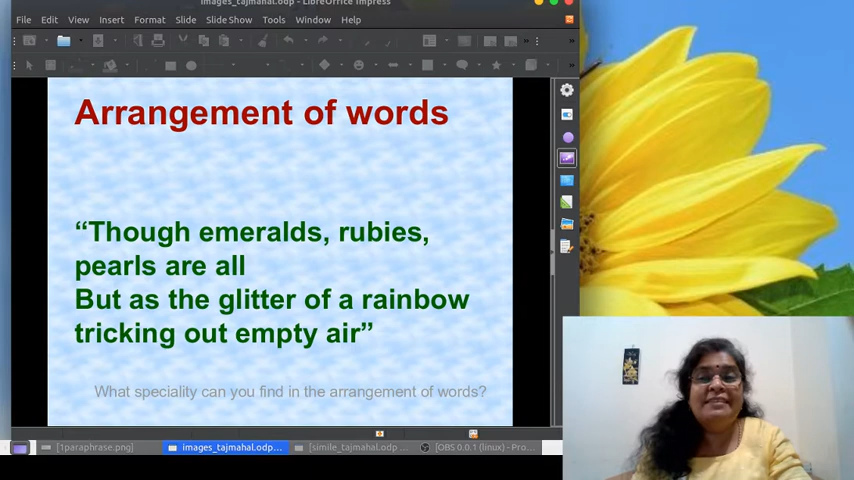 images_tajmahal.odp - LibreOffice Impress
File Edit View Insert Format Slide Slide Show Tools Window Help
Arrangement of words
“Though emeralds, rubies,
pearls are all
But as the glitter of a rainbow
tricking out empty air”
What speciality can you find in the arrangement of words?
[1paraphrase.png] images_tajmahal.odp... [simile_tajmahal.odp ... [OBS 0.0.1 (linux) - Pro...